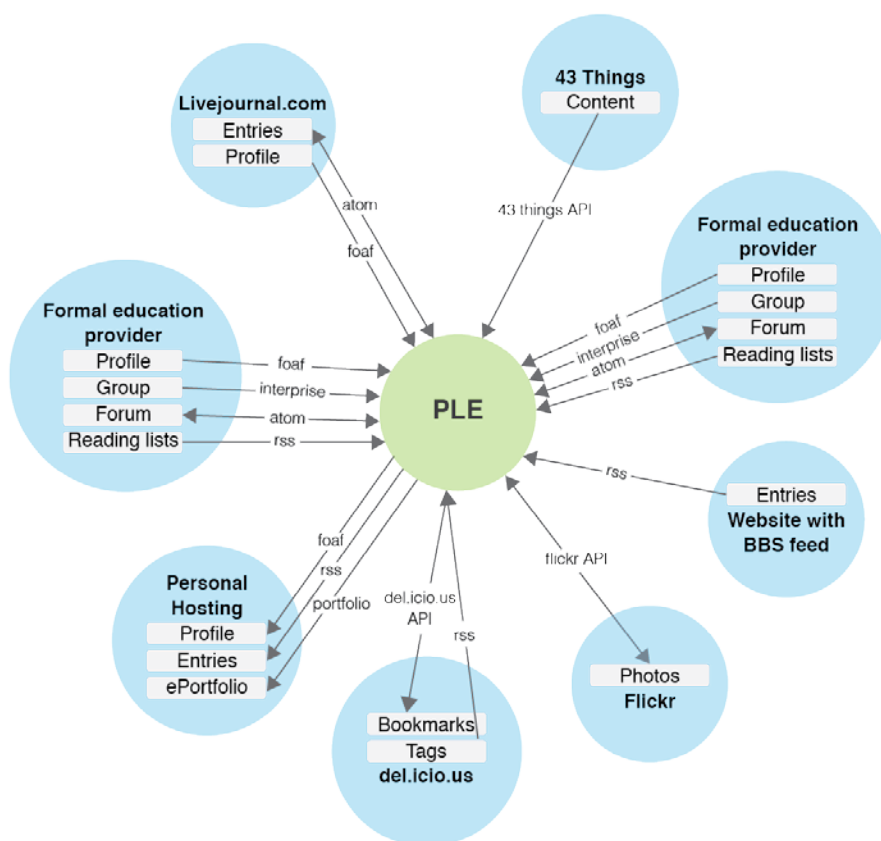 43 Things
Content
Livejournal.com
Entries
Profile
atom
foaf
43 things API
Formal education
provider
Profile
Group
Forum
Reading lists
foaf
interprise
atom
rss
Formal education
provider
Profile
Group
Forum
Reading lists
foaf
interprise
atom
rss
PLE
rss
Entries
Website with
BBS feed
flickr API
Photos
Flickr
foaf
rss
portfolio
Personal
Hosting
Profile
Entries
ePortfolio
del.icio.us
API
rss
Bookmarks
Tags
del.icio.us